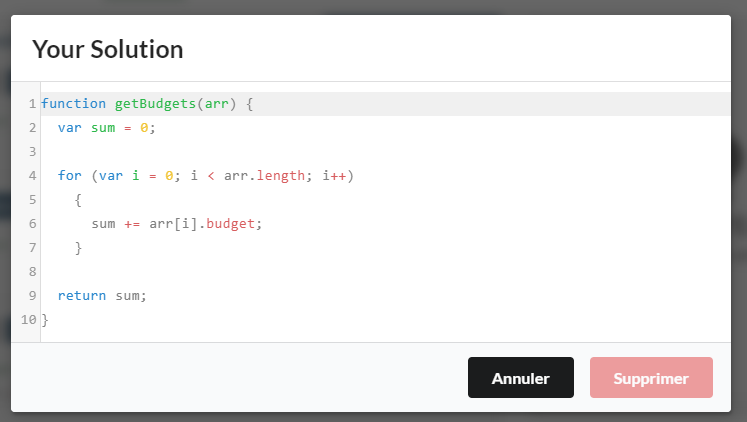 Your Solution
1 function getBudgets(arr) {
2   var sum = 0;
3
4   for (var i = 0; i < arr.length; i++)
5     {
6       sum += arr[i].budget;
7     }
8
9   return sum;
10 }
Annuler Supprimer